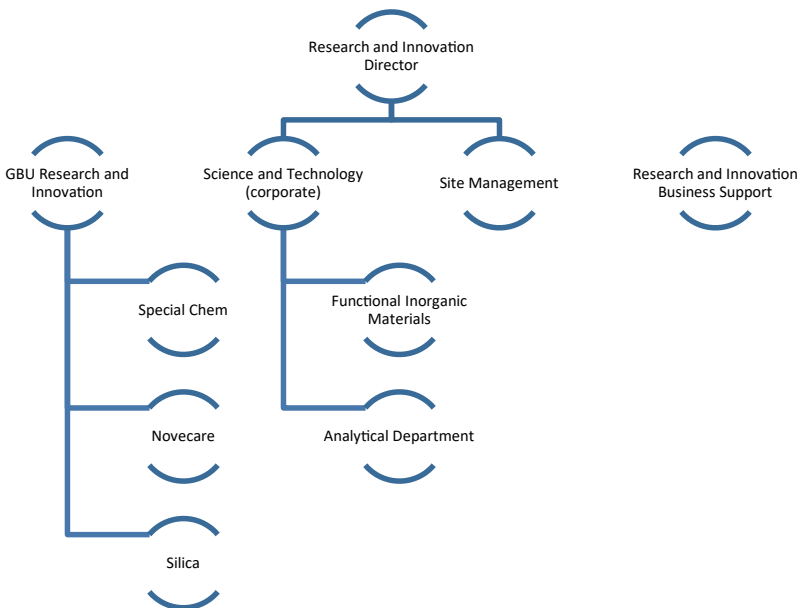 Research and Innovation
Director
GBU Research and
Innovation
Science and Technology
(corporate)
Site Management
Research and Innovation
Business Support
Special Chem
Functional Inorganic
Materials
Novecare
Analytical Department
Silica